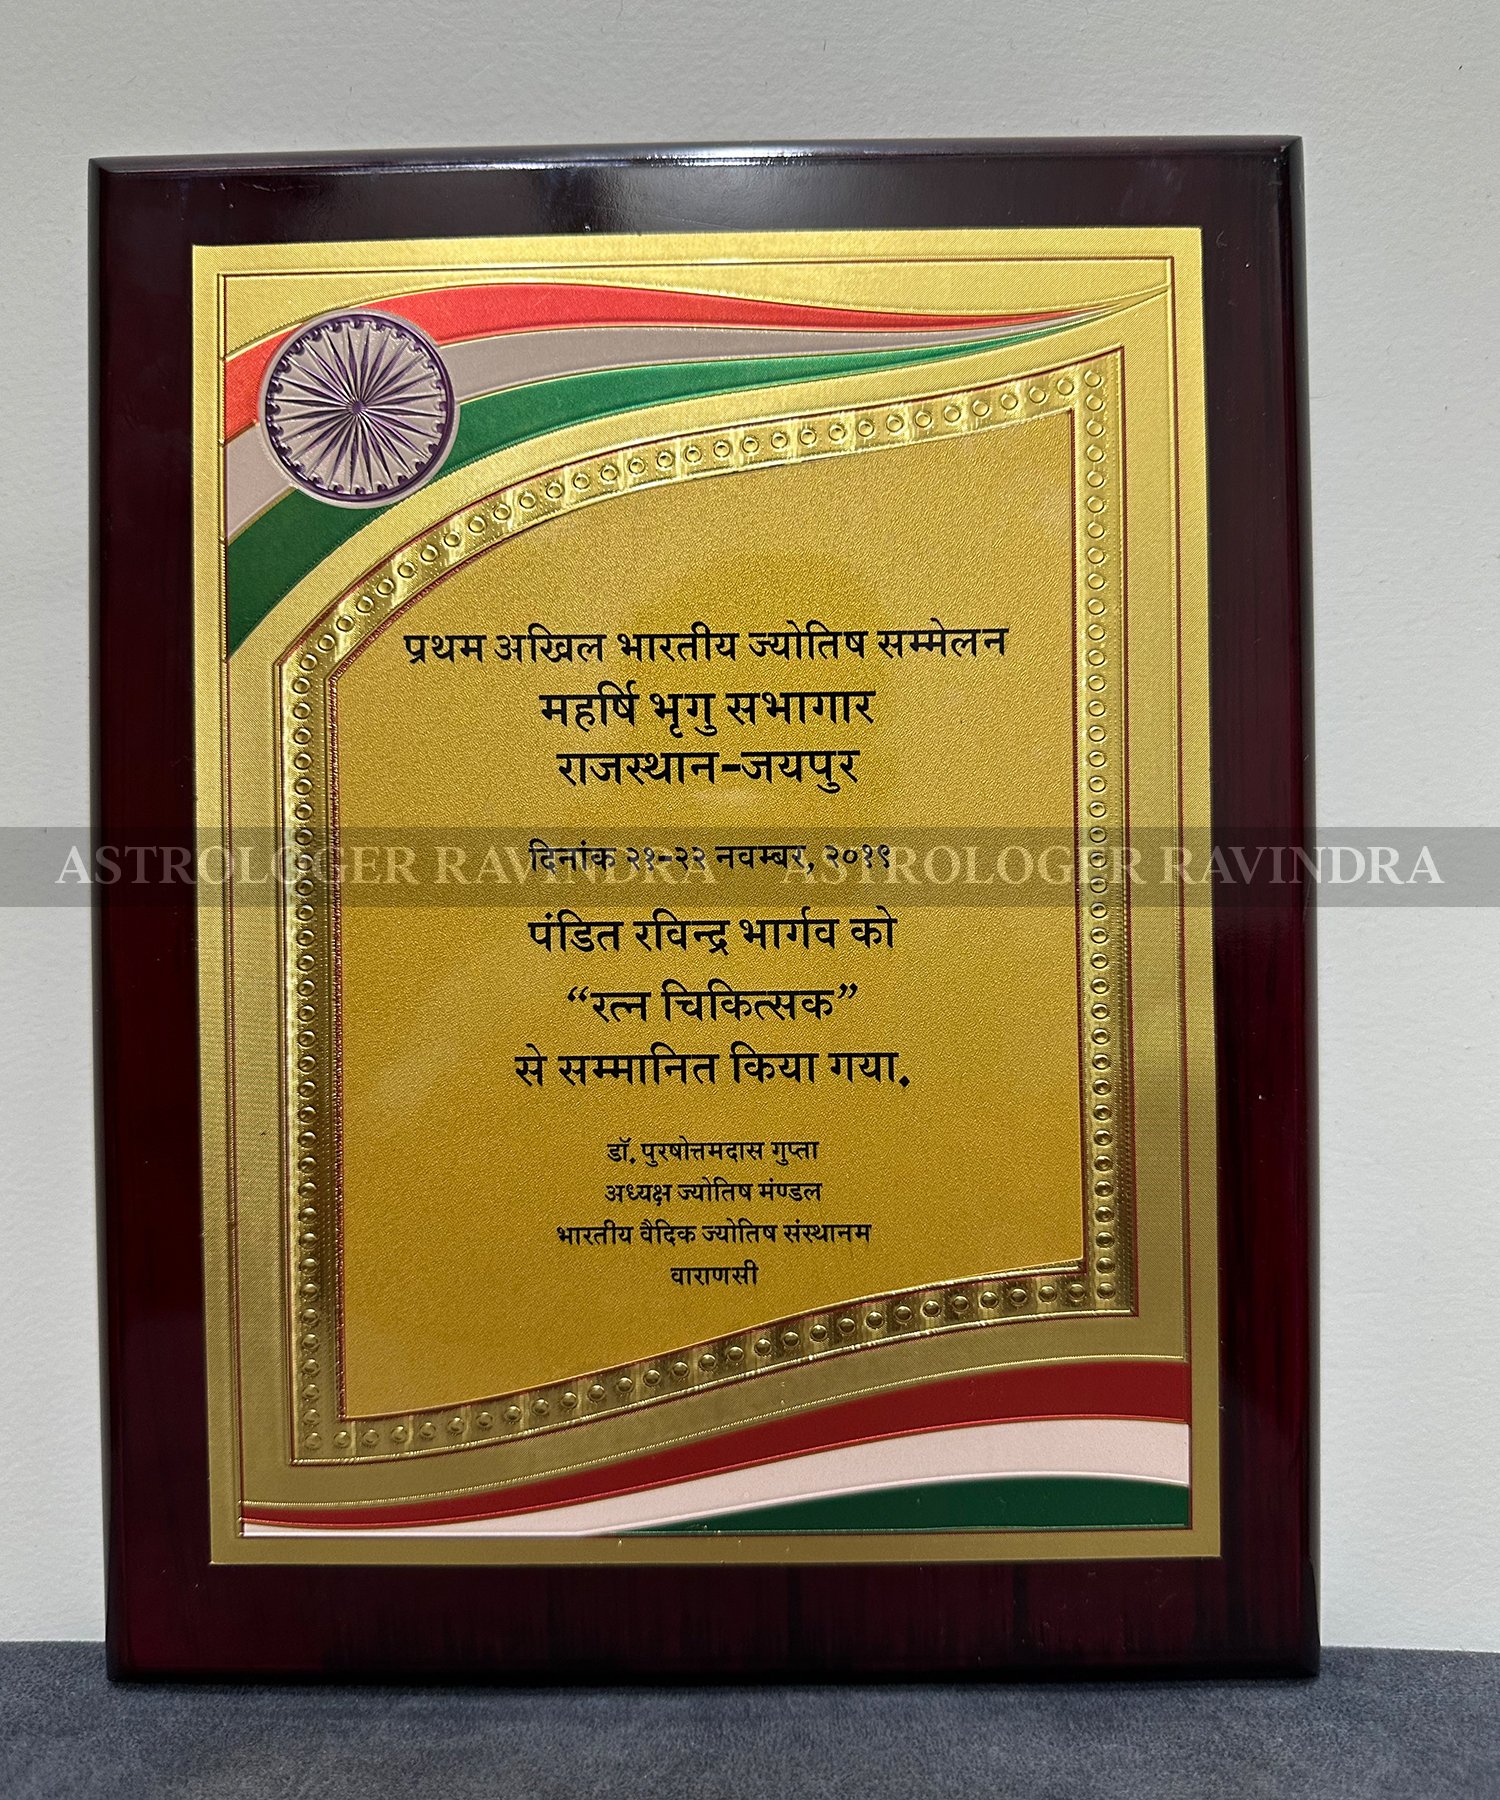 प्रथम अखिल भारतीय ज्योतिष सम्मेलन
महर्षि भृगु सभागार
राजस्थान-जयपुर
दिनांक २१-२२ नवम्बर, २०१९
ASTROLOGER RAVINDRA ASTROLOGER RAVINDRA
पंडित रविन्द्र भार्गव को
“रत्न चिकित्सक”
से सम्मानित किया गया.
डॉ. पुरषोत्तमदास गुप्ता
अध्यक्ष ज्योतिष मंण्डल
भारतीय वैदिक ज्योतिष संस्थानम
वाराणसी